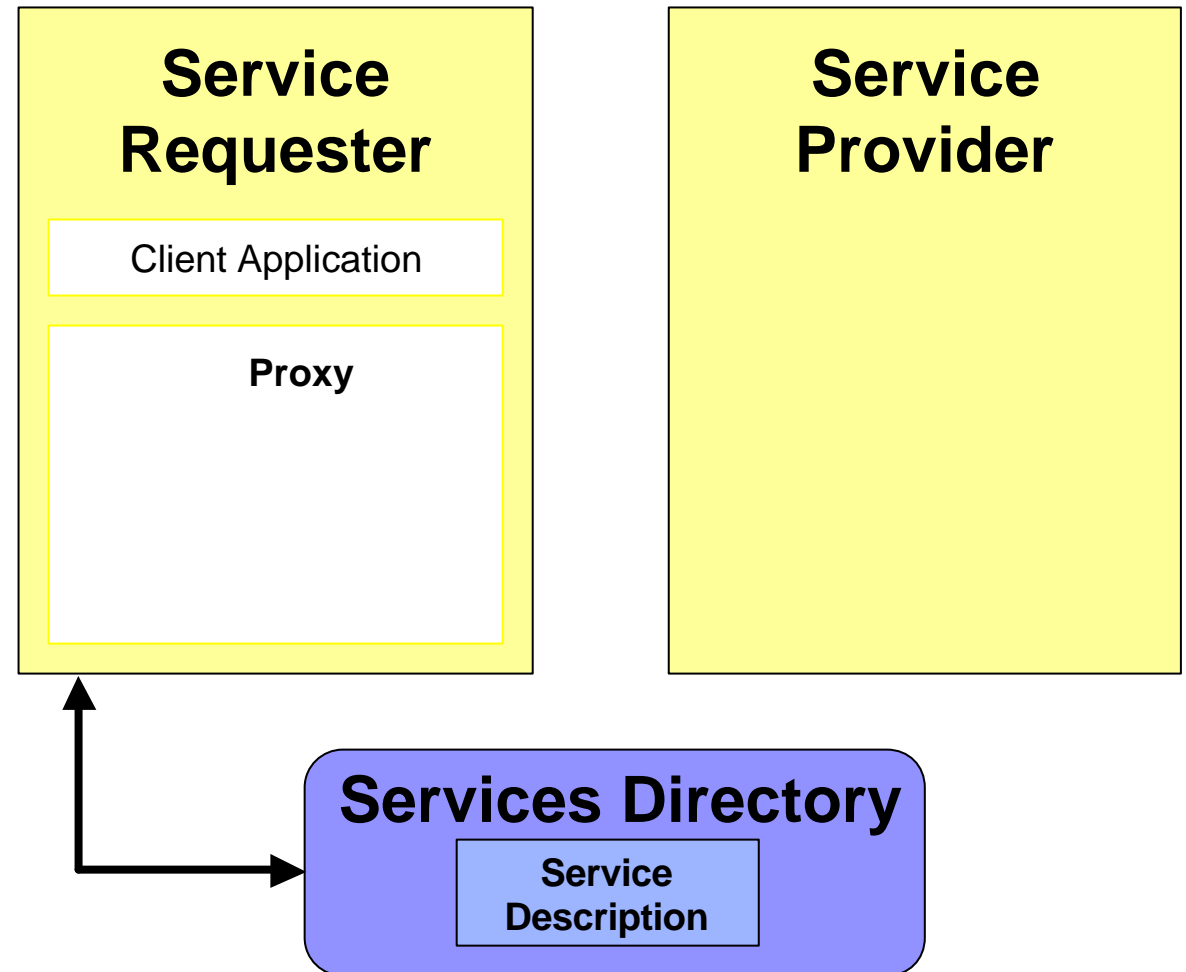 Service
Requester
Client Application
Proxy
Service
Provider
Services Directory
Service
Description